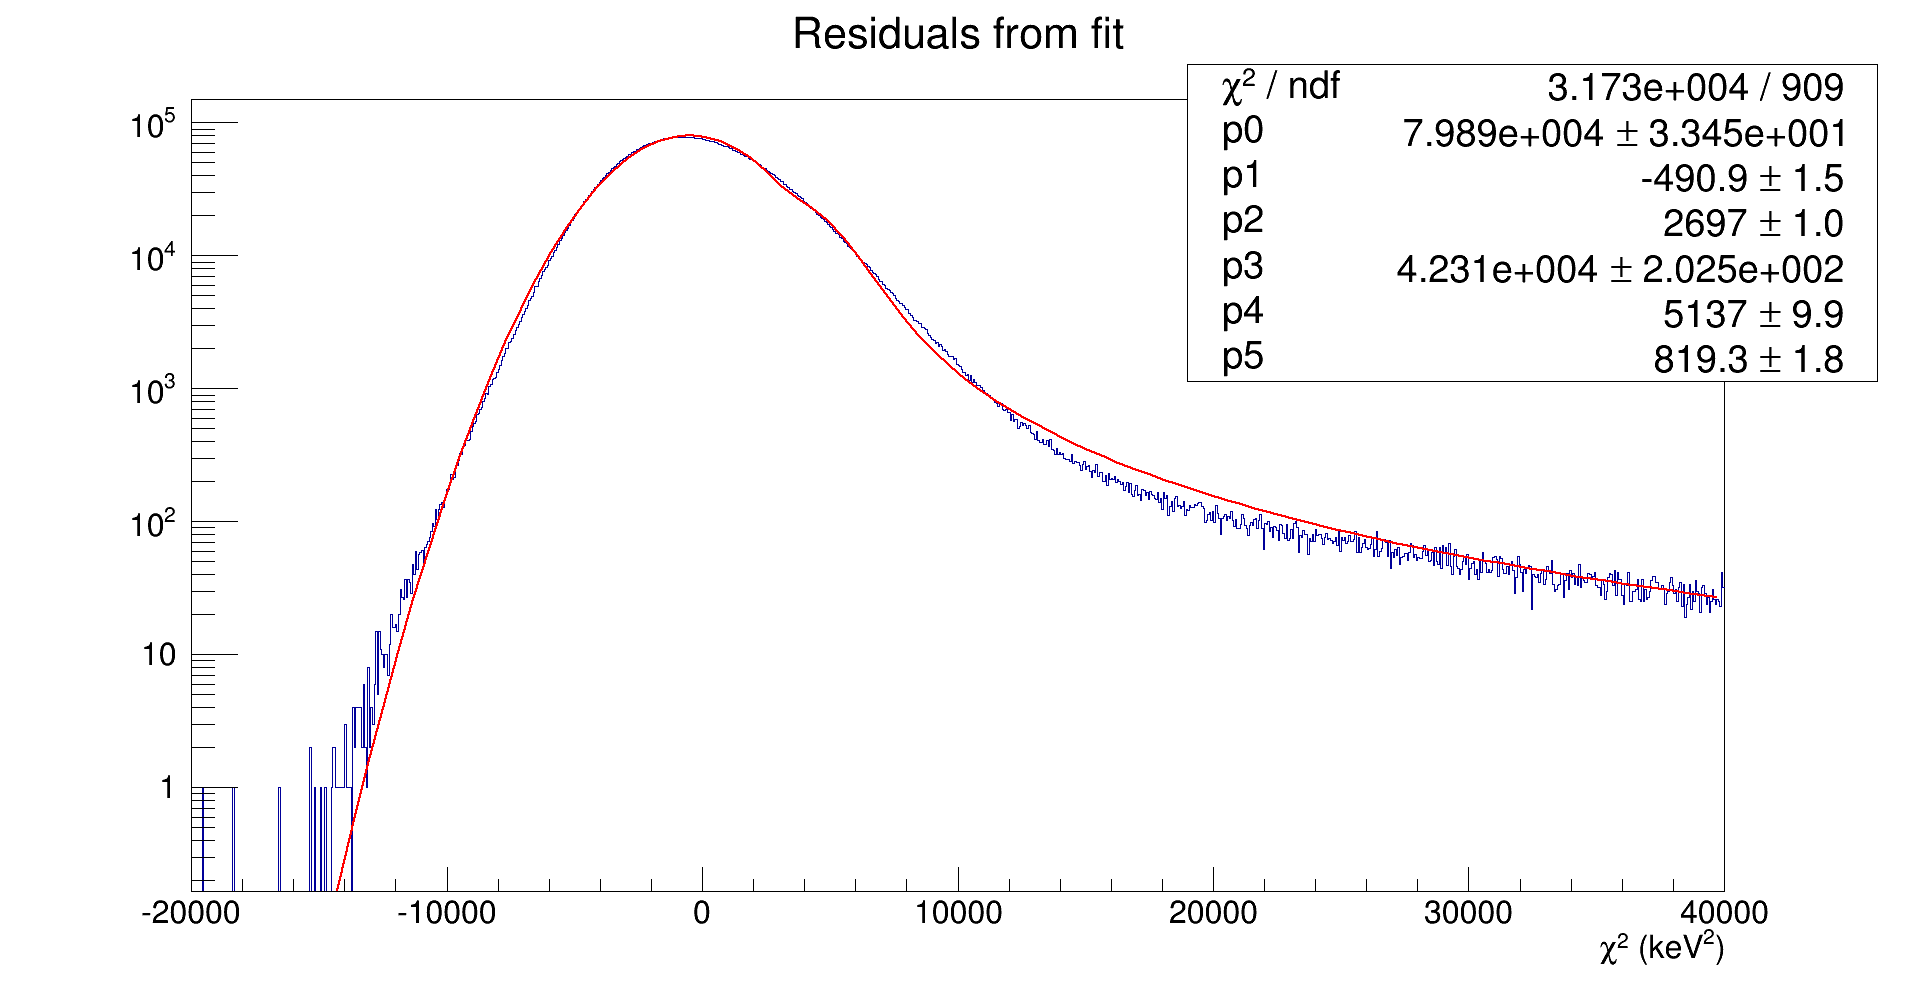 Residuals from fit
χ² / ndf 3.173e+004 / 909
p0 7.989e+004 ± 3.345e+001
p1 -490.9 ± 1.5
p2 2697 ± 1.0
p3 4.231e+004 ± 2.025e+002
p4 5137 ± 9.9
p5 819.3 ± 1.8
10⁵
10⁴
10³
10²
10
1
-20000 -10000 0 10000 20000 30000 40000
χ² (keV²)